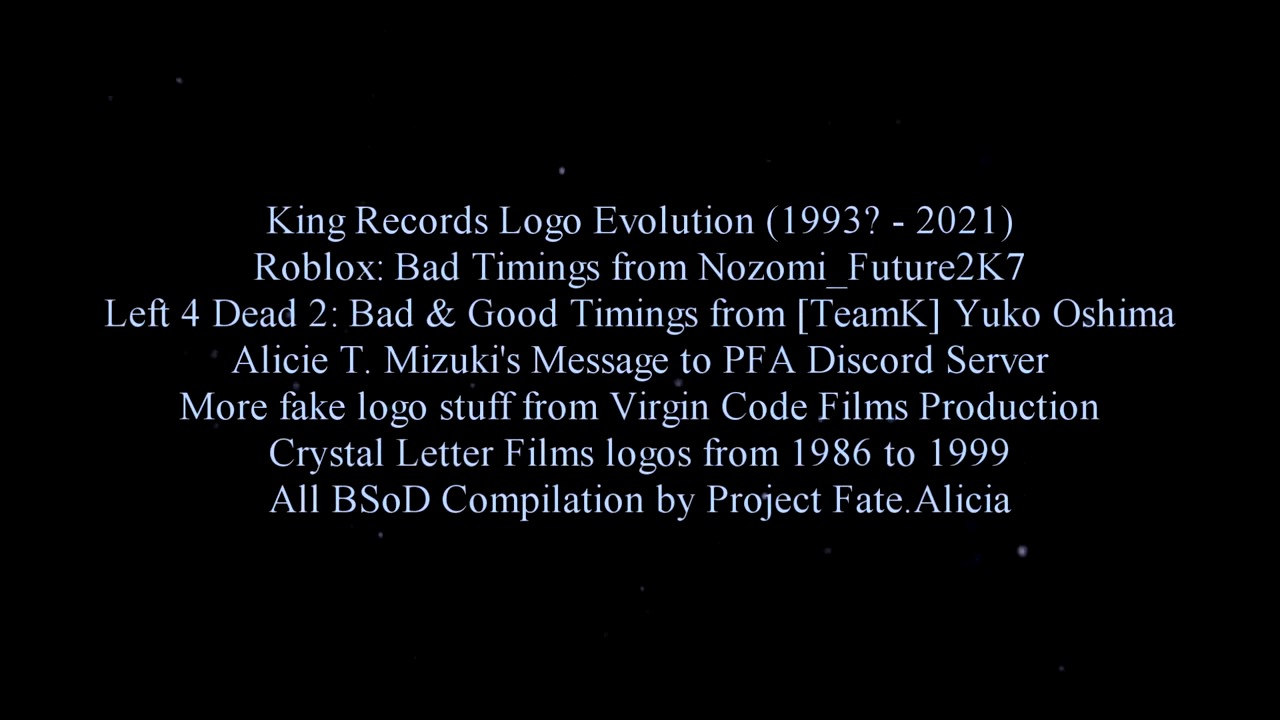 King Records Logo Evolution (1993? - 2021)
Roblox: Bad Timings from Nozomi_Future2K7
Left 4 Dead 2: Bad & Good Timings from [TeamK] Yuko Oshima
Alicie T. Mizuki's Message to PFA Discord Server
More fake logo stuff from Virgin Code Films Production
Crystal Letter Films logos from 1986 to 1999
All BSoD Compilation by Project Fate.Alicia